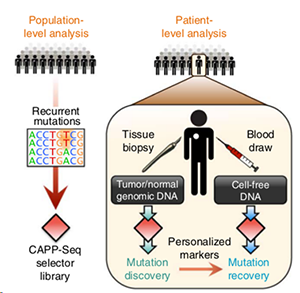 Population-
level analysis
Patient-
level analysis
Recurrent
mutations
ACCTGTCG
ACCTGACG
ACCTGACG
ACCTGACG
CAPP-Seq
selector
library
Tissue
biopsy
Blood
draw
Tumor/normal
genomic DNA
Cell-free
DNA
Personalized
markers
Mutation
discovery
Mutation
recovery